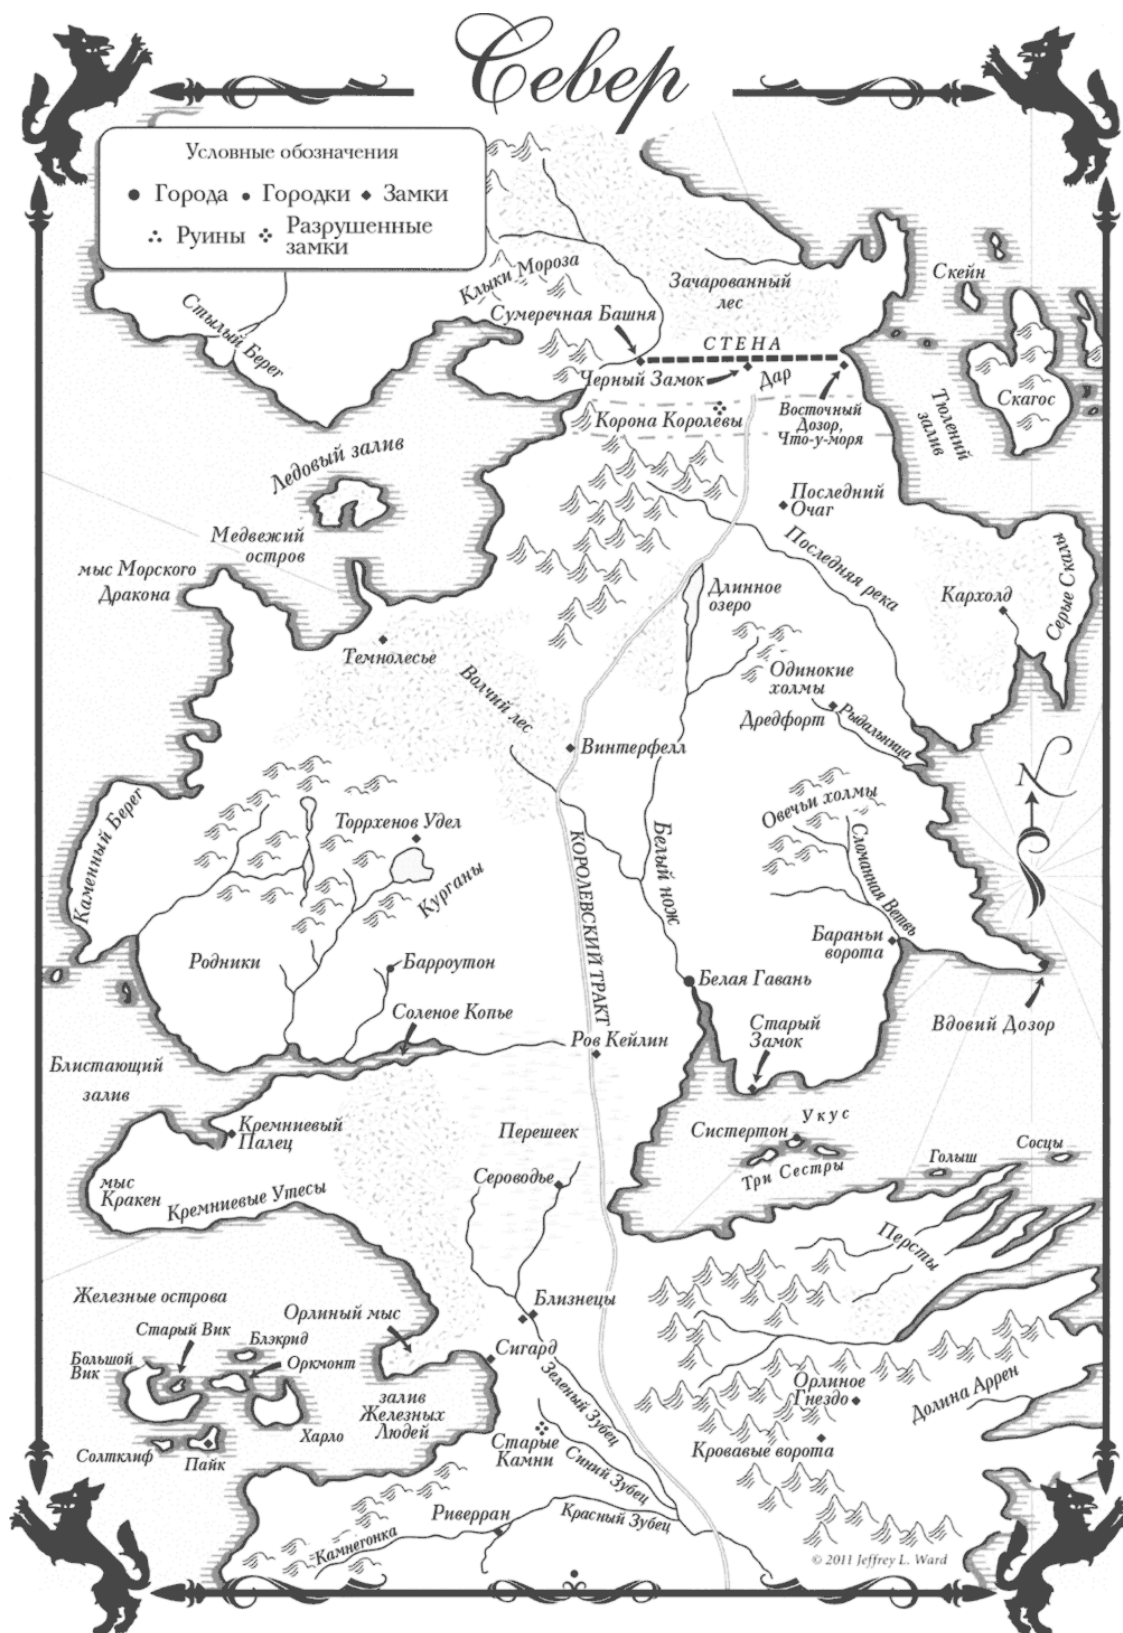 Север
Условные обозначения
Города
Городки
Замки
Руины
Разрушенные
замки
Клыки Мороза
Зачарованный
лес
Скейн
Стылый Берег
Сумеречная Башня
СТЕНА
Черный Замок
Дар
Корона Королевы
Восточный
Дозор,
Что-у-моря
Тюлений
залив
Скагос
Ледовый залив
Последний
Очаг
Медвежий
остров
мыс Морского
Дракона
Последняя река
Длинное
озеро
Кархолд
Серые Скалы
Темнолесье
Волчий лес
Одинокие
холмы
Дредфорт
Рыдальница
Винтерфелл
Каменный Берег
Торрхенов Удел
Курганы
КОРОЛЕВСКИЙ ТРАКТ
Белый нож
Овечьи холмы
Сломанная Ветвь
N
Бараньи
ворота
Родники
Барроутон
Белая Гавань
Соленое Копье
Старый
Замок
Вдовий Дозор
Ров Кейлин
Блистающий
залив
Кремниевый
Палец
Перешеек
Укус
Систертон
Три Сестры
Голыш
Сосцы
мыс
Кракен
Кремниевые Утесы
Сероводье
Персты
Железные острова
Орлиный мыс
Близнецы
Старый Вик
Блэкрид
Большой
Вик
Оркмонт
Сигард
залив
Железных
Людей
Зеленый Зубец
Орлиное
Гнездо
Долина Аррен
Харло
Солтклиф
Пайк
Старые
Камни
Синий Зубец
Кровавые ворота
Риверран
Красный Зубец
Камнегонка
© 2011 Jeffrey L. Ward